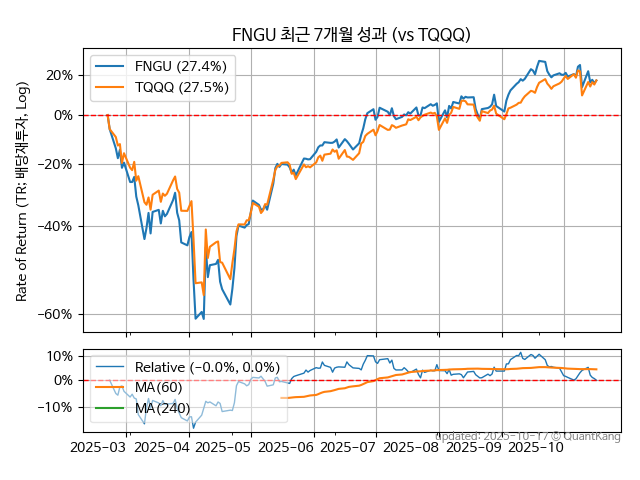 FNGU 최근 7개월 성과 (vs TQQQ)
FNGU (27.4%)
TQQQ (27.5%)
20%
0%
−20%
−40%
−60%
Rate of Return (TR: 배당재투자, Log)
Relative (−0.0%, 0.0%)
MA(60)
MA(240)
10%
0%
−10%
2025−03 2025−04 2025−05 2025−06 2025−07 2025−08 2025−09 2025−10
updated: 2025-10-17 © QuantKang